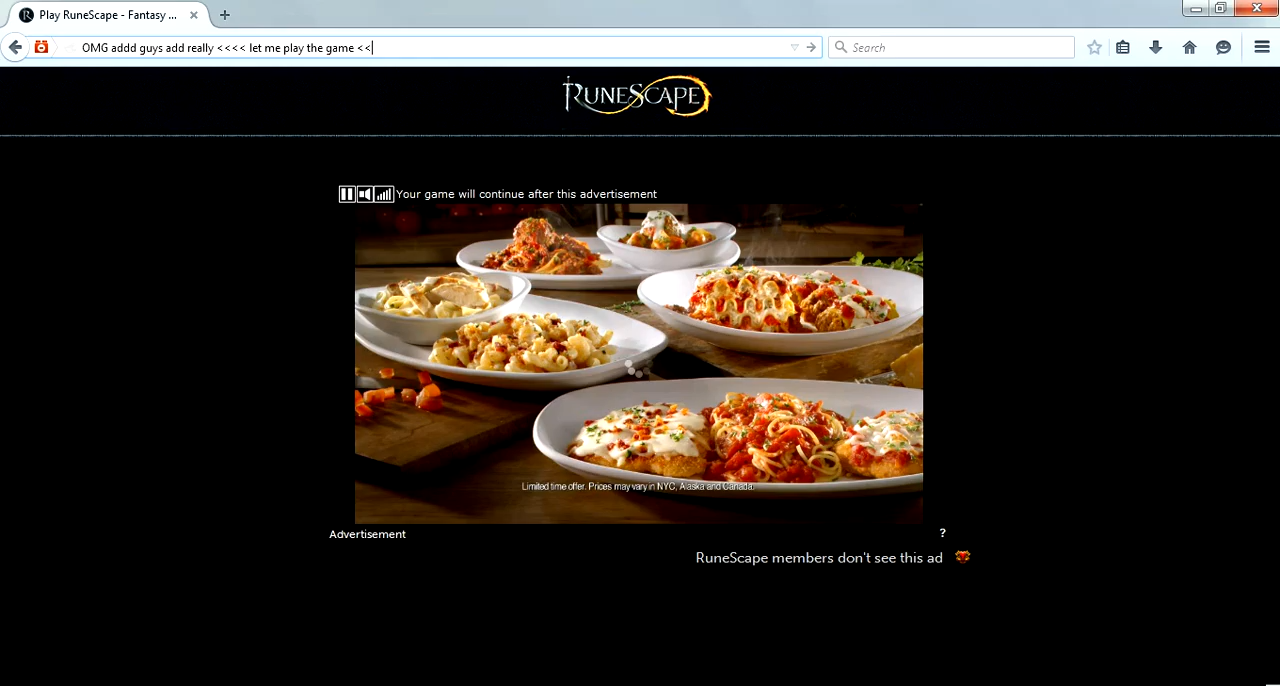 Play RuneScape - Fantasy ...
OMG addd guys add really <<<< let me play the game <<
Search
RUNESCAPE
Your game will continue after this advertisement
Limited time offer. Prices may vary in NYC, Alaska and Canada.
Advertisement
?
RuneScape members don't see this ad